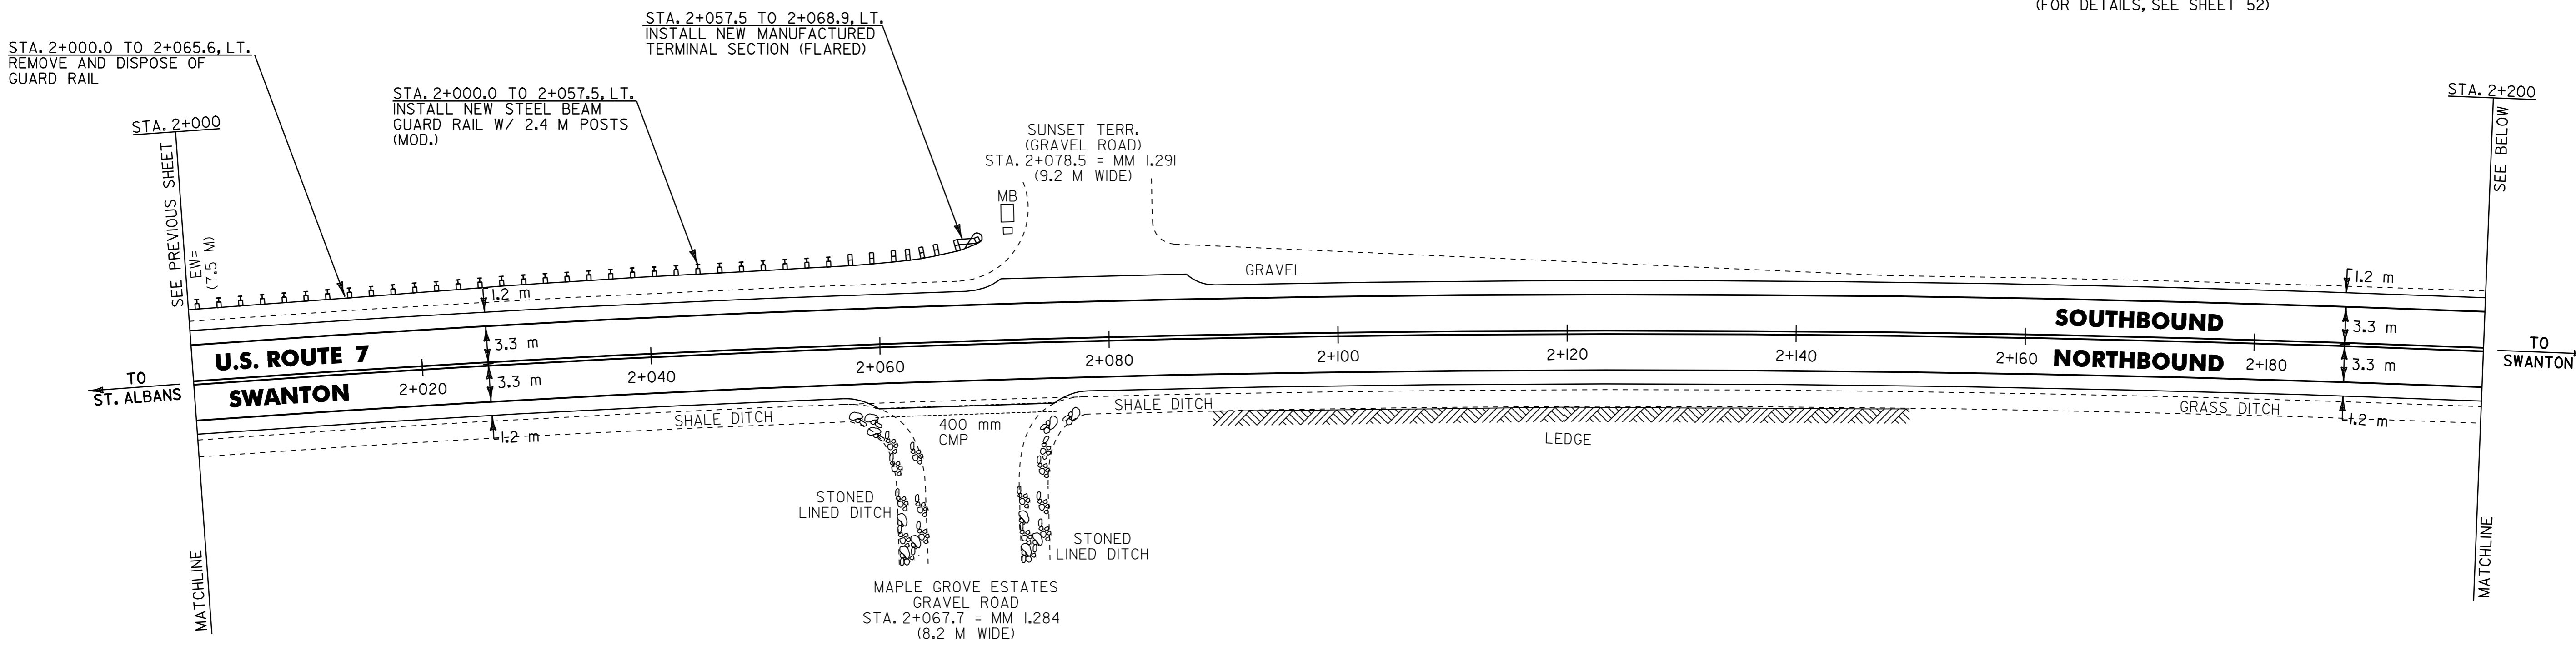 (FOR DETAILS, SEE SHEET 52)
STA. 2+057.5 TO 2+068.9, LT.
INSTALL NEW MANUFACTURED
TERMINAL SECTION (FLARED)
STA. 2+000.0 TO 2+065.6, LT.
REMOVE AND DISPOSE OF
GUARD RAIL
STA. 2+000.0 TO 2+057.5, LT.
INSTALL NEW STEEL BEAM
GUARD RAIL W/ 2.4 M POSTS
(MOD.)
STA. 2+000
STA. 2+200
SEE PREVIOUS SHEET
SEE BELOW
SUNSET TERR.
(GRAVEL ROAD)
STA. 2+078.5 = MM 1.291
(9.2 M WIDE)
MB
EW=
(7.5 M)
GRAVEL
1.2 m
1.2 m
SOUTHBOUND
3.3 m
3.3 m
U.S. ROUTE 7
2+020
2+040
2+060
2+080
2+100
2+120
2+140
2+160
NORTHBOUND
2+180
3.3 m
3.3 m
TO
SWANTON
TO
ST. ALBANS
SWANTON
SHALE DITCH
400 mm
CMP
SHALE DITCH
GRASS DITCH
1.2 m
1.2 m
LEDGE
STONED
LINED DITCH
STONED
LINED DITCH
MATCHLINE
MATCHLINE
MAPLE GROVE ESTATES
GRAVEL ROAD
STA. 2+067.7 = MM 1.284
(8.2 M WIDE)